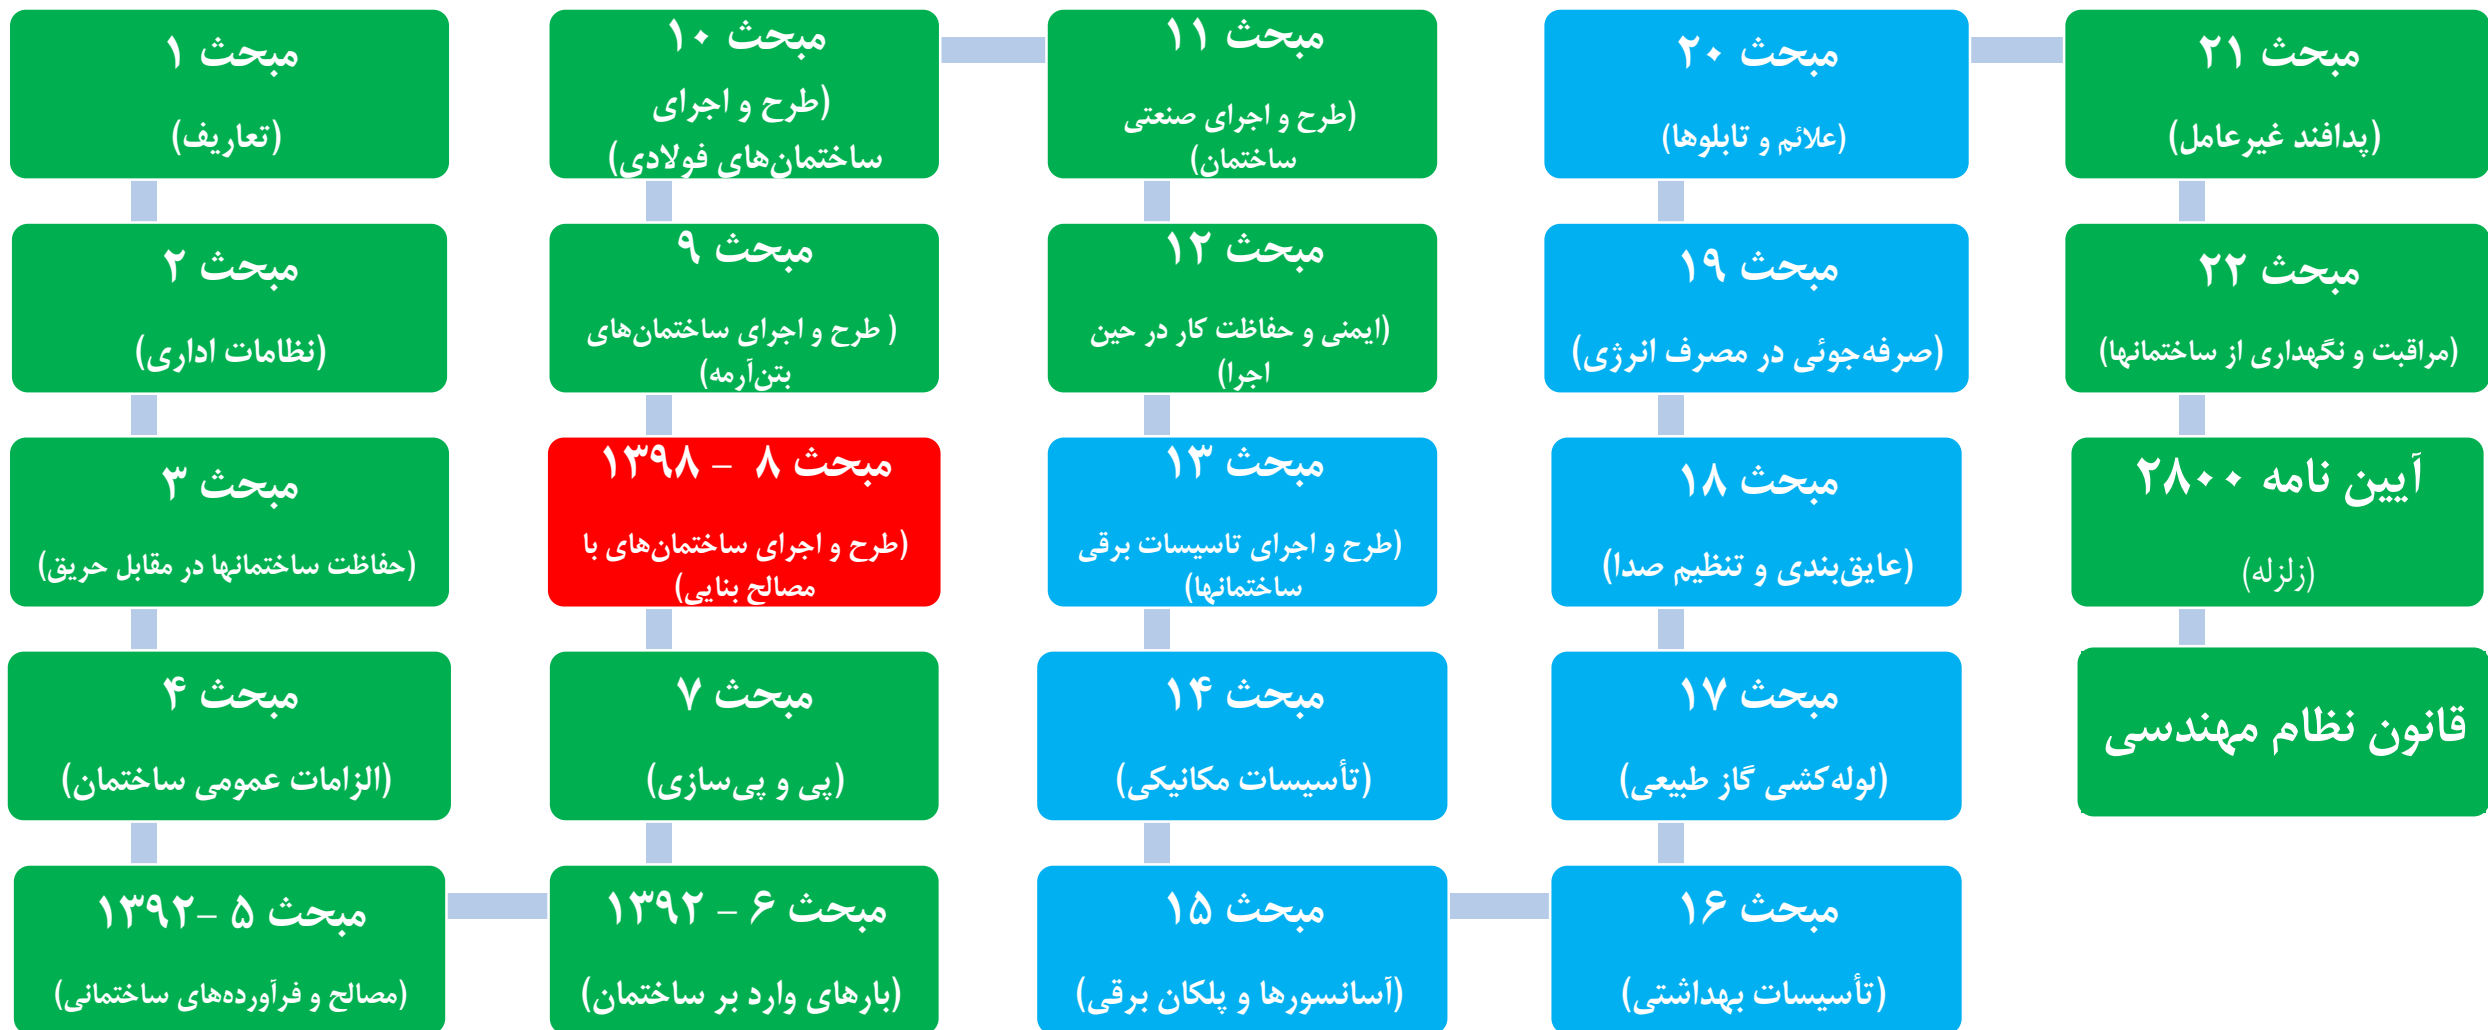 مبحث ۱
(تعاریف)
مبحث ۲
(نظامات اداری)
مبحث ۳
(حفاظت ساختمانها در مقابل حریق)
مبحث ۴
(الزامات عمومی ساختمان)
مبحث ۵ –۱۳۹۲
(مصالح و فرآورده‌های ساختمانی)
مبحث ۶ – ۱۳۹۲
(بارهای وارد بر ساختمان)
مبحث ۷
(پی و پی‌سازی)
مبحث ۸ – ۱۳۹۸
(طرح و اجرای ساختمان‌های با
مصالح بنایی)
مبحث ۹
( طرح و اجرای ساختمان‌های
بتن‌آرمه)
مبحث ۱۰
(طرح و اجرای
ساختمان‌های فولادی)
مبحث ۱۱
(طرح و اجرای صنعتی
ساختمان)
مبحث ۱۲
(ایمنی و حفاظت کار در حین
اجرا)
مبحث ۱۳
(طرح و اجرای تاسیسات برقی
ساختمانها)
مبحث ۱۴
(تأسیسات مکانیکی)
مبحث ۱۵
(آسانسورها و پلکان برقی)
مبحث ۱۶
(تأسیسات بهداشتی)
مبحث ۱۷
(لوله‌کشی گاز طبیعی)
مبحث ۱۸
(عایق‌بندی و تنظیم صدا)
مبحث ۱۹
(صرفه‌جوئی در مصرف انرژی)
مبحث ۲۰
(علائم و تابلوها)
مبحث ۲۱
(پدافند غیرعامل)
مبحث ۲۲
(مراقبت و نگهداری از ساختمانها)
آیین نامه ۲۸۰۰
(زلزله)
قانون نظام مهندسی